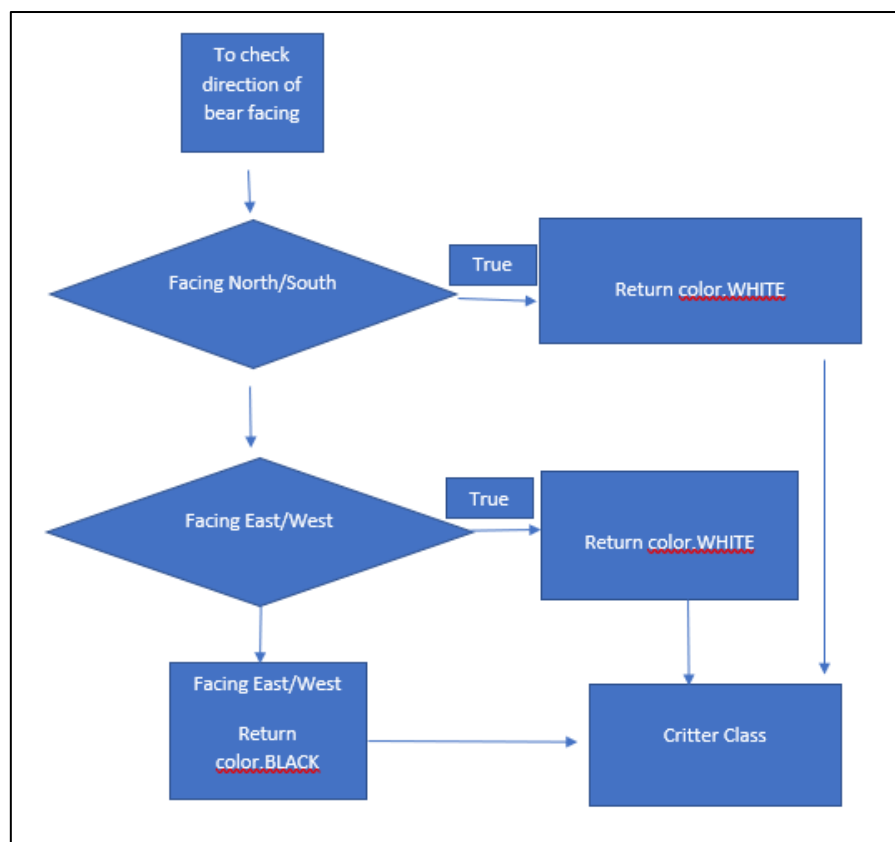 To check
direction of
bear facing
Facing North/South
True
Return color.WHITE
Facing East/West
True
Return color.WHITE
Facing East/West
Return
color.BLACK
Critter Class